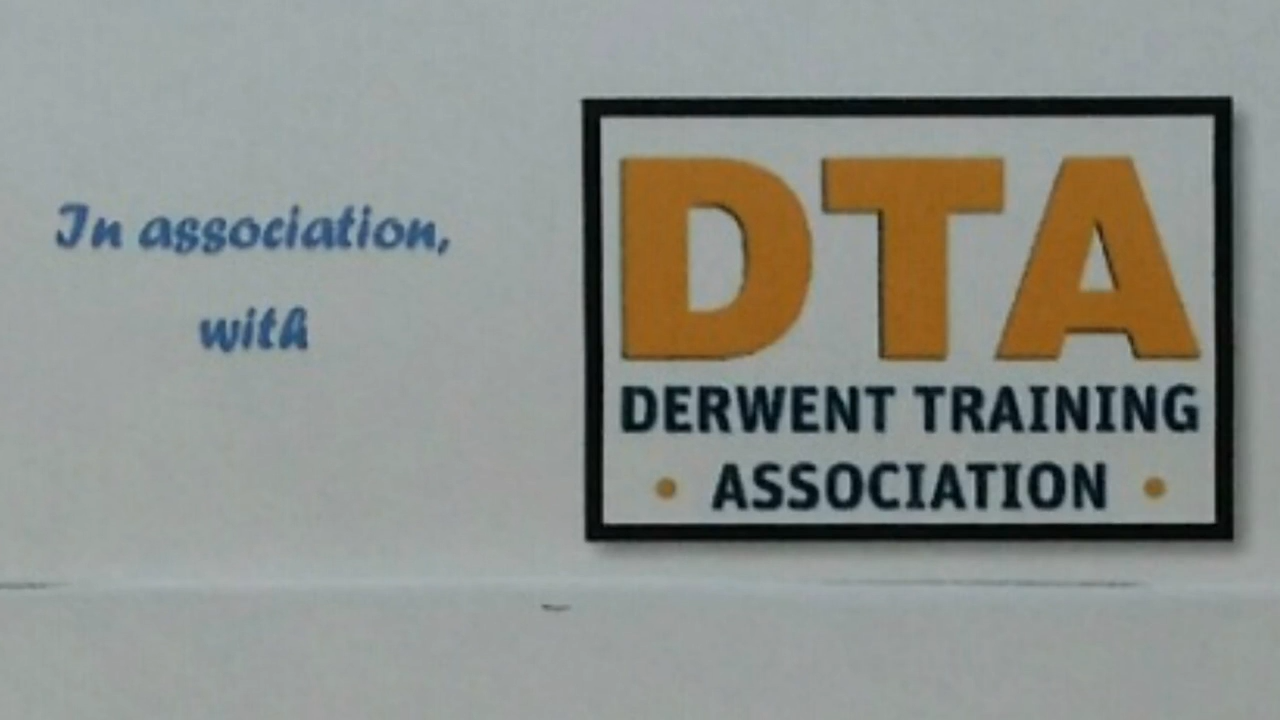 In association,
with
DTA
DERWENT TRAINING
• ASSOCIATION •